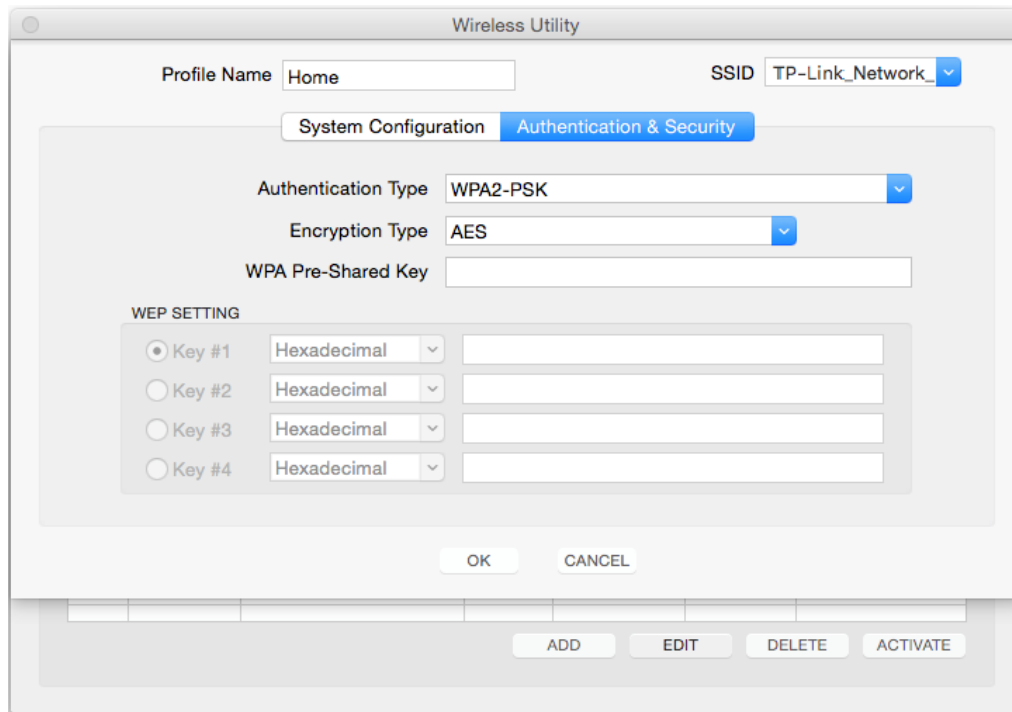 Wireless Utility
Profile Name Home SSID TP-Link_Network_
System Configuration Authentication & Security
Authentication Type WPA2-PSK
Encryption Type AES
WPA Pre-Shared Key
WEP SETTING
Key #1 Hexadecimal
Key #2 Hexadecimal
Key #3 Hexadecimal
Key #4 Hexadecimal
OK CANCEL
ADD EDIT DELETE ACTIVATE